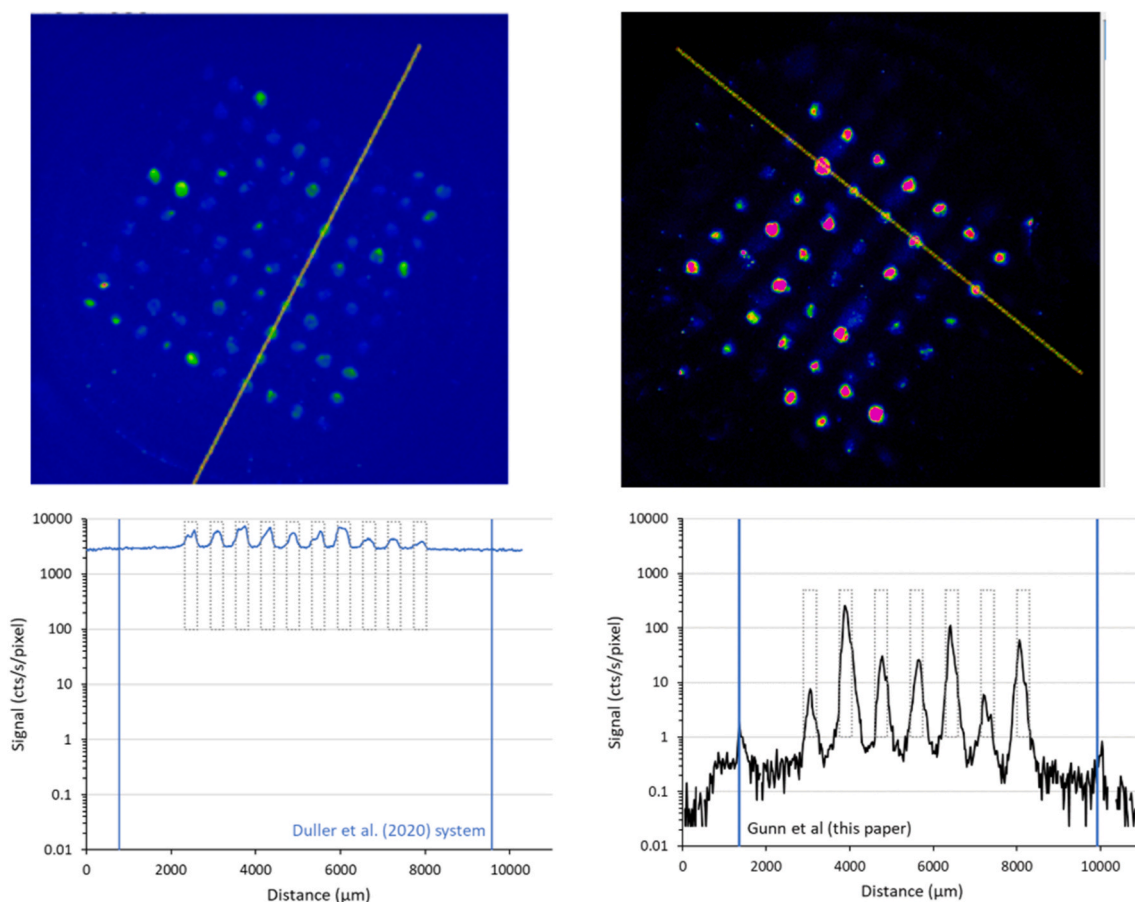 10000
1000
100
10
1
0.1
0.01
Signal (cts/s/pixel)
Duller et al. (2020) system
0 2000 4000 6000 8000 10000
Distance (µm)
10000
1000
100
10
1
0.1
0.01
Signal (cts/s/pixel)
Gunn et al (this paper)
0 2000 4000 6000 8000 10000
Distance (µm)